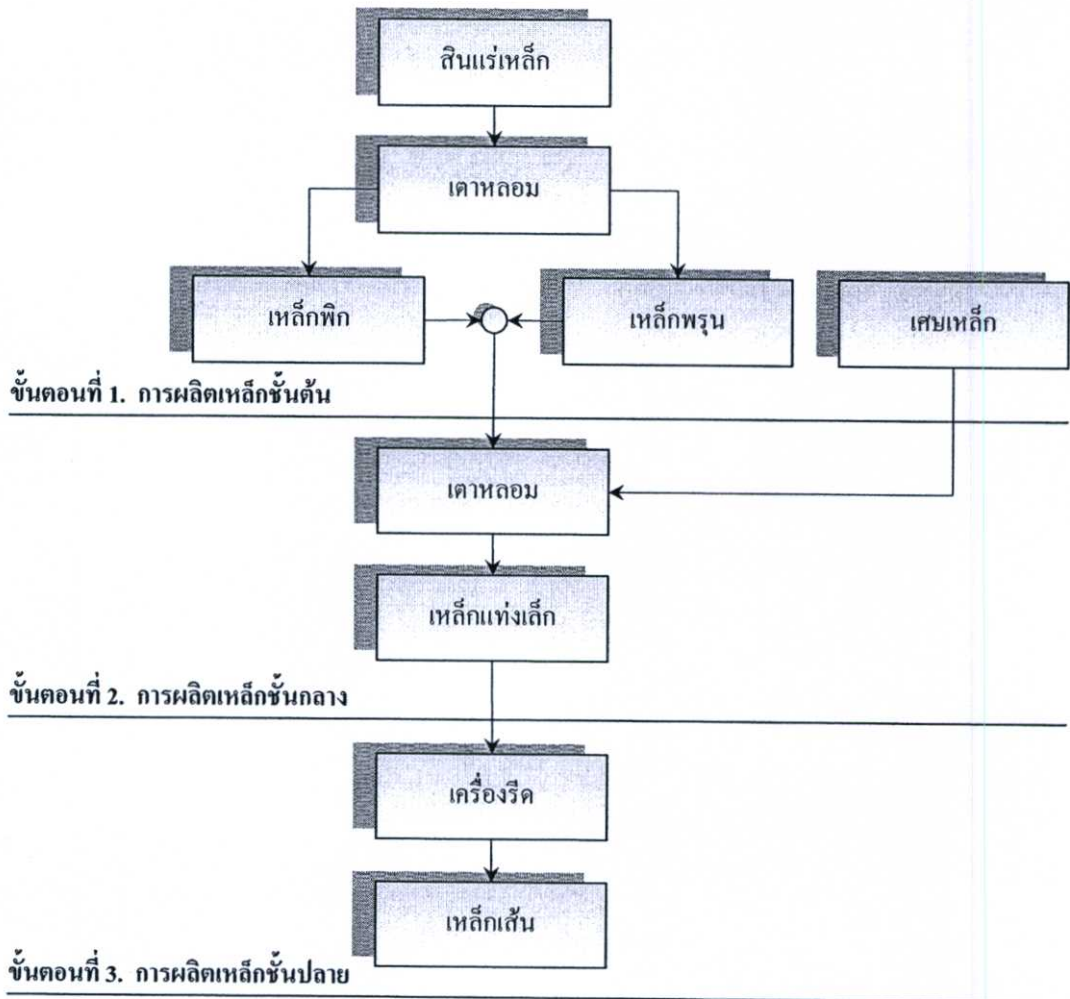 สินแร่เหล็ก
เตาหลอม
เหล็กพิก
เหล็กพรุน
เศษเหล็ก
ขั้นตอนที่ 1. การผลิตเหล็กชั้นต้น
เตาหลอม
เหล็กแท่งเล็ก
ขั้นตอนที่ 2. การผลิตเหล็กชั้นกลาง
เครื่องรีด
เหล็กเส้น
ขั้นตอนที่ 3. การผลิตเหล็กชั้นปลาย